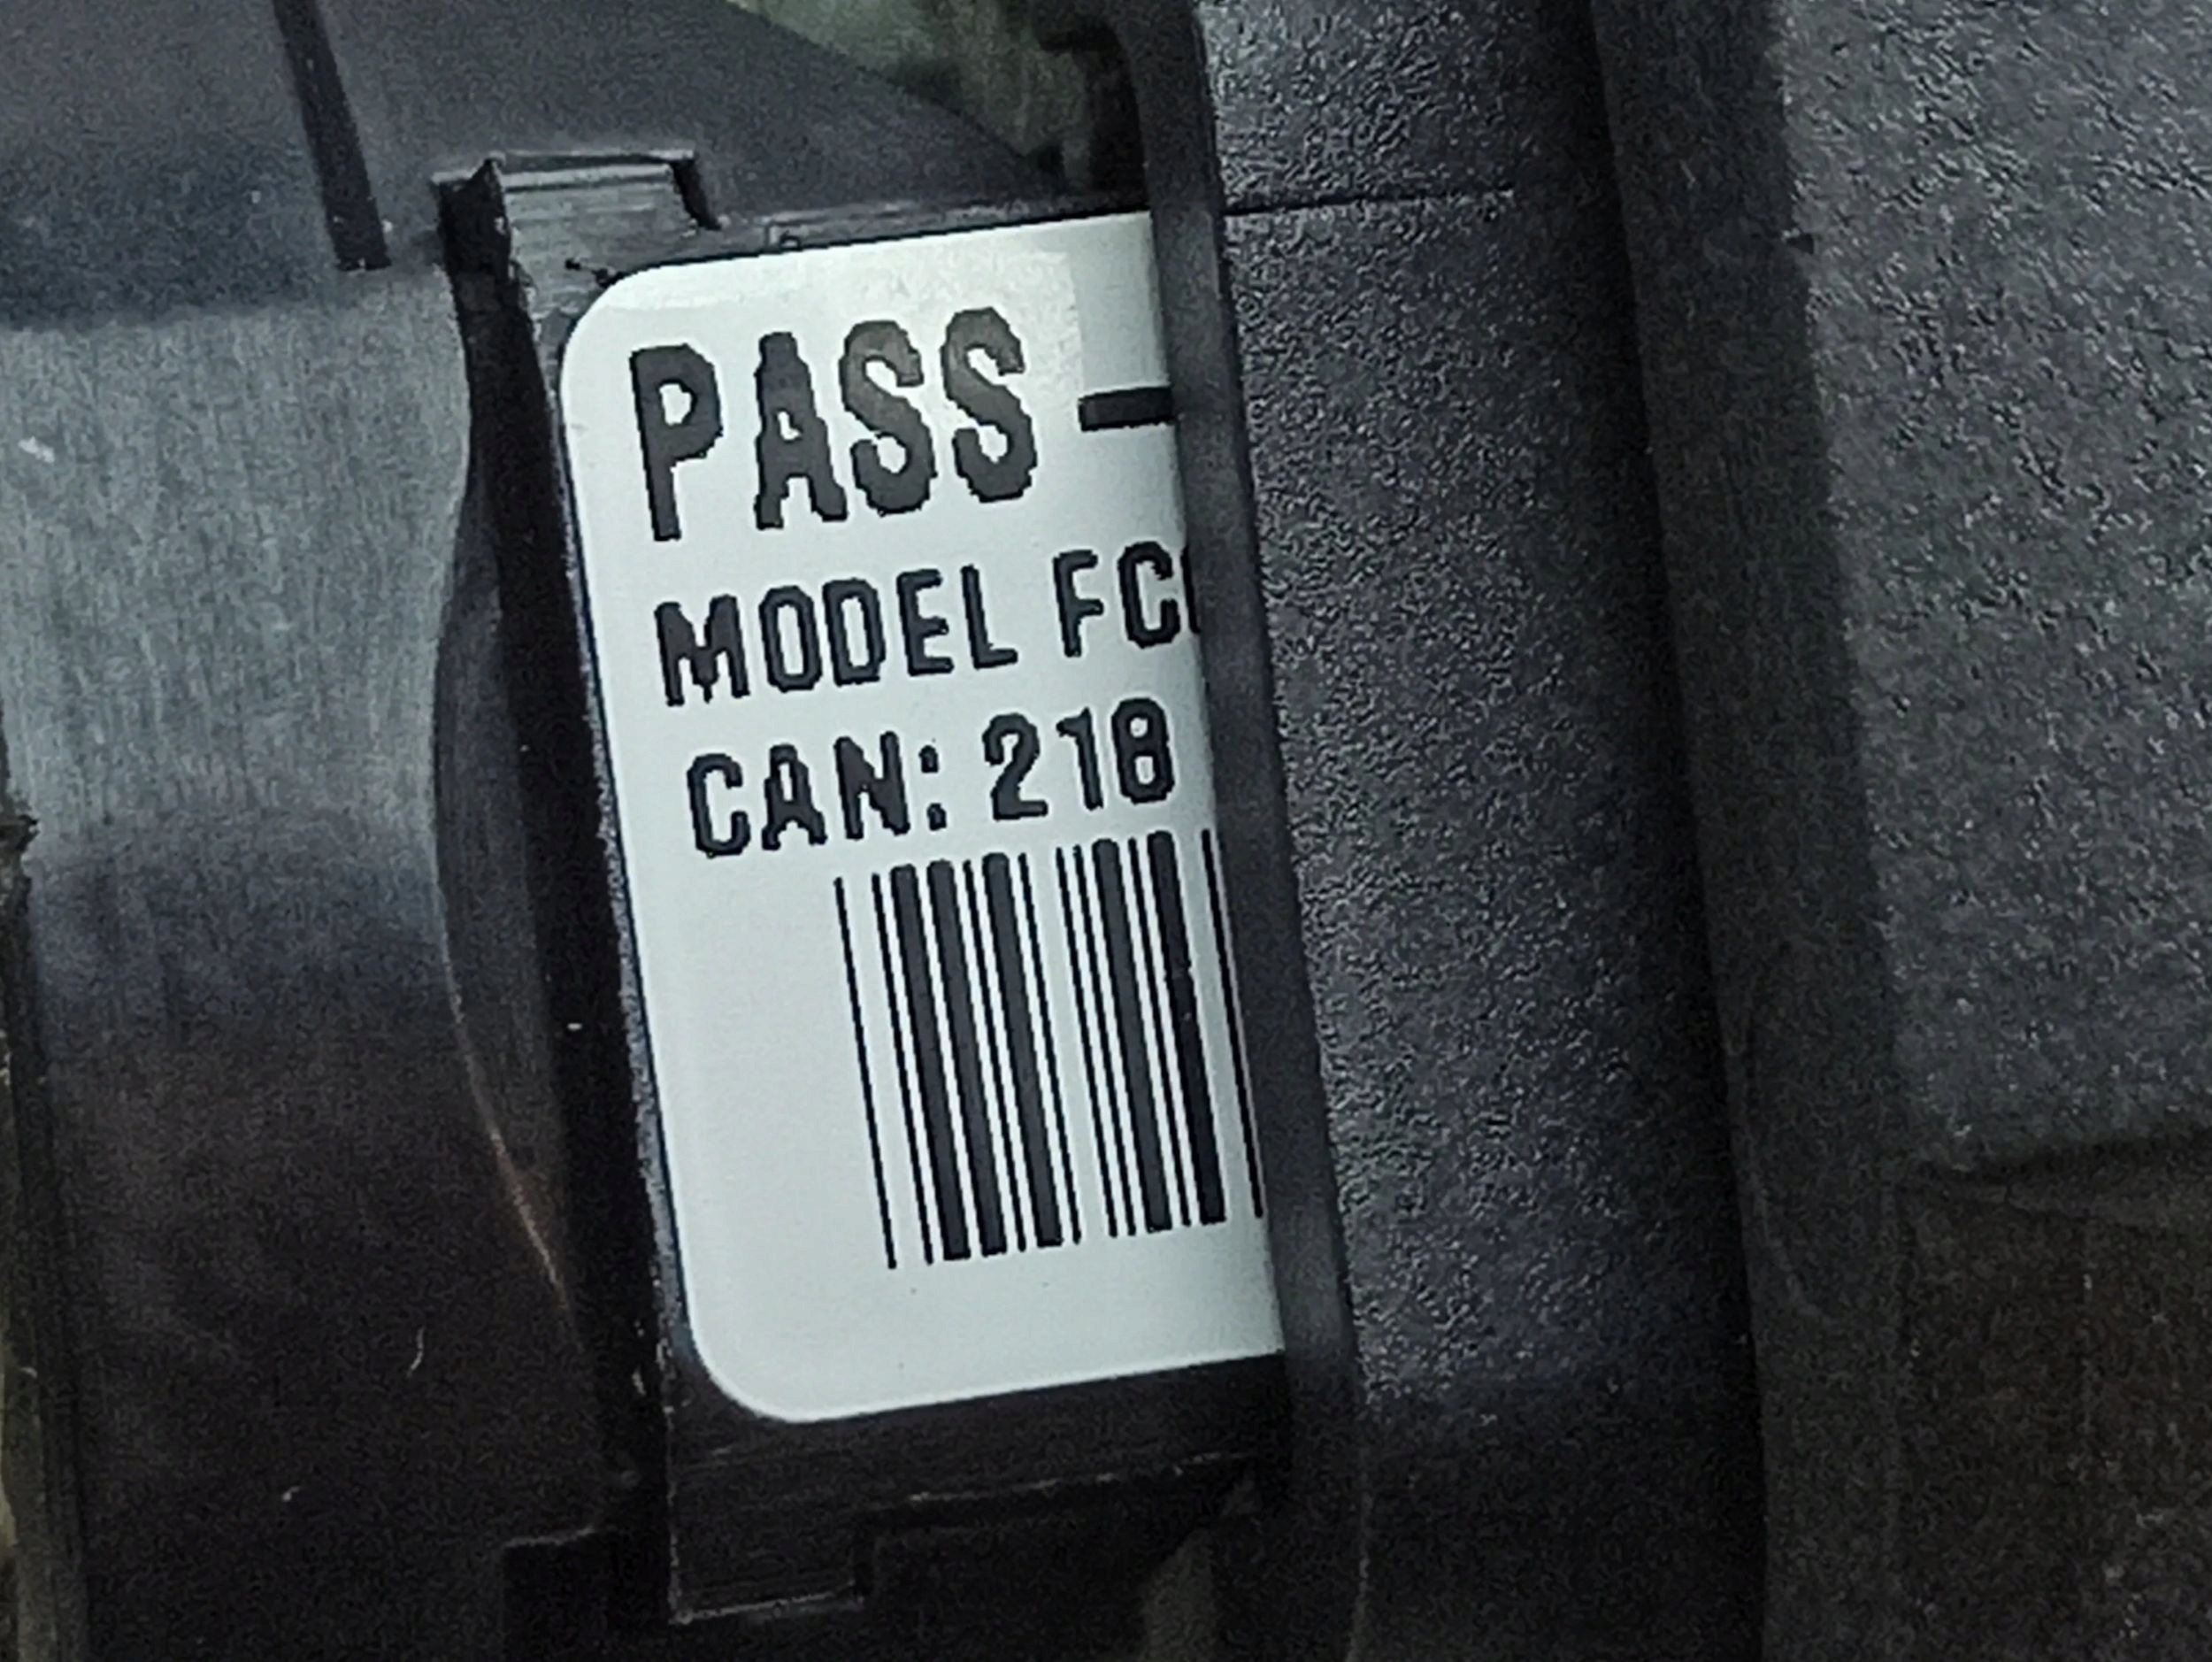 PASS –
MODEL FC
CAN: 218